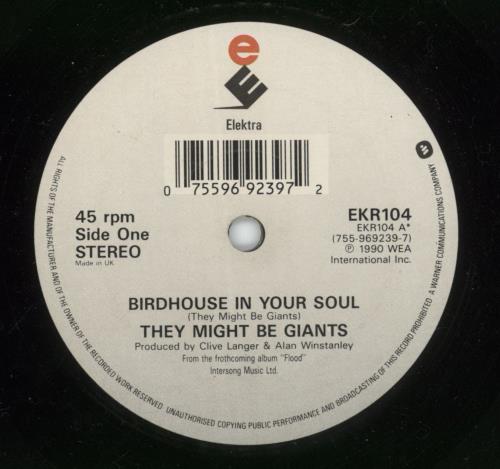 e
E
Elektra
0 75596 92397 2
45 rpm
Side One
STEREO
Made in UK
EKR104
EKR104 A*
(755-969239-7)
℗ 1990 WEA
International Inc.
BIRDHOUSE IN YOUR SOUL
(They Might Be Giants)
THEY MIGHT BE GIANTS
Produced by Clive Langer & Alan Winstanley
From the frothcoming album "Flood"
Intersong Music Ltd.
ALL RIGHTS OF THE MANUFACTURER AND OF THE OWNER OF THE RECORDED WORK RESERVED UNAUTHORISED COPYING PUBLIC PERFORMANCE AND BROADCASTING OF THIS RECORD PROHIBITED A WARNER COMMUNICATIONS COMPANY